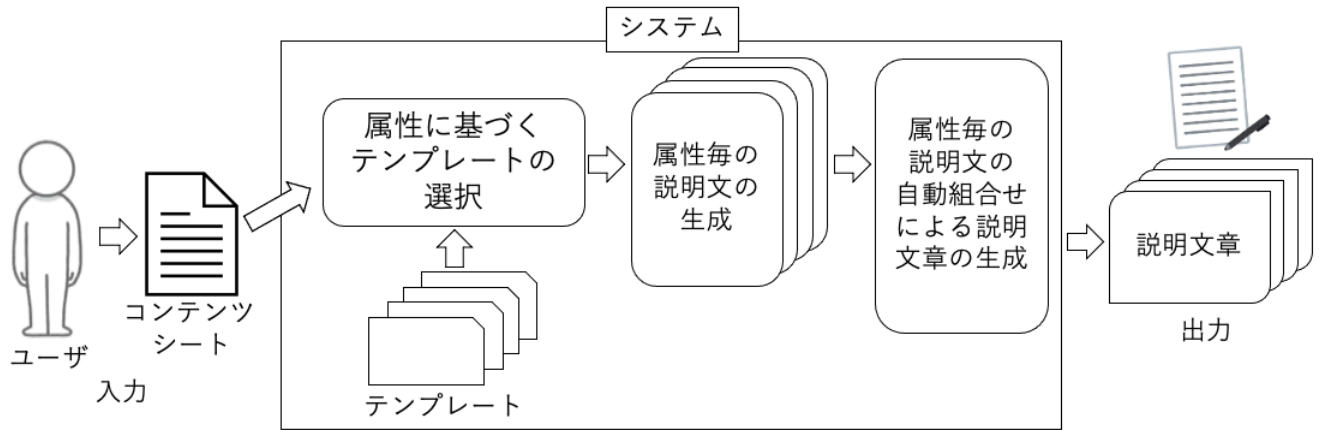 システム
属性に基づく
テンプレートの
選択
属性毎の
説明文の
生成
属性毎の
説明文の
自動組合せ
による説明
文章の生成
説明文章
コンテンツ
シート
ユーザ
入力
テンプレート
出力